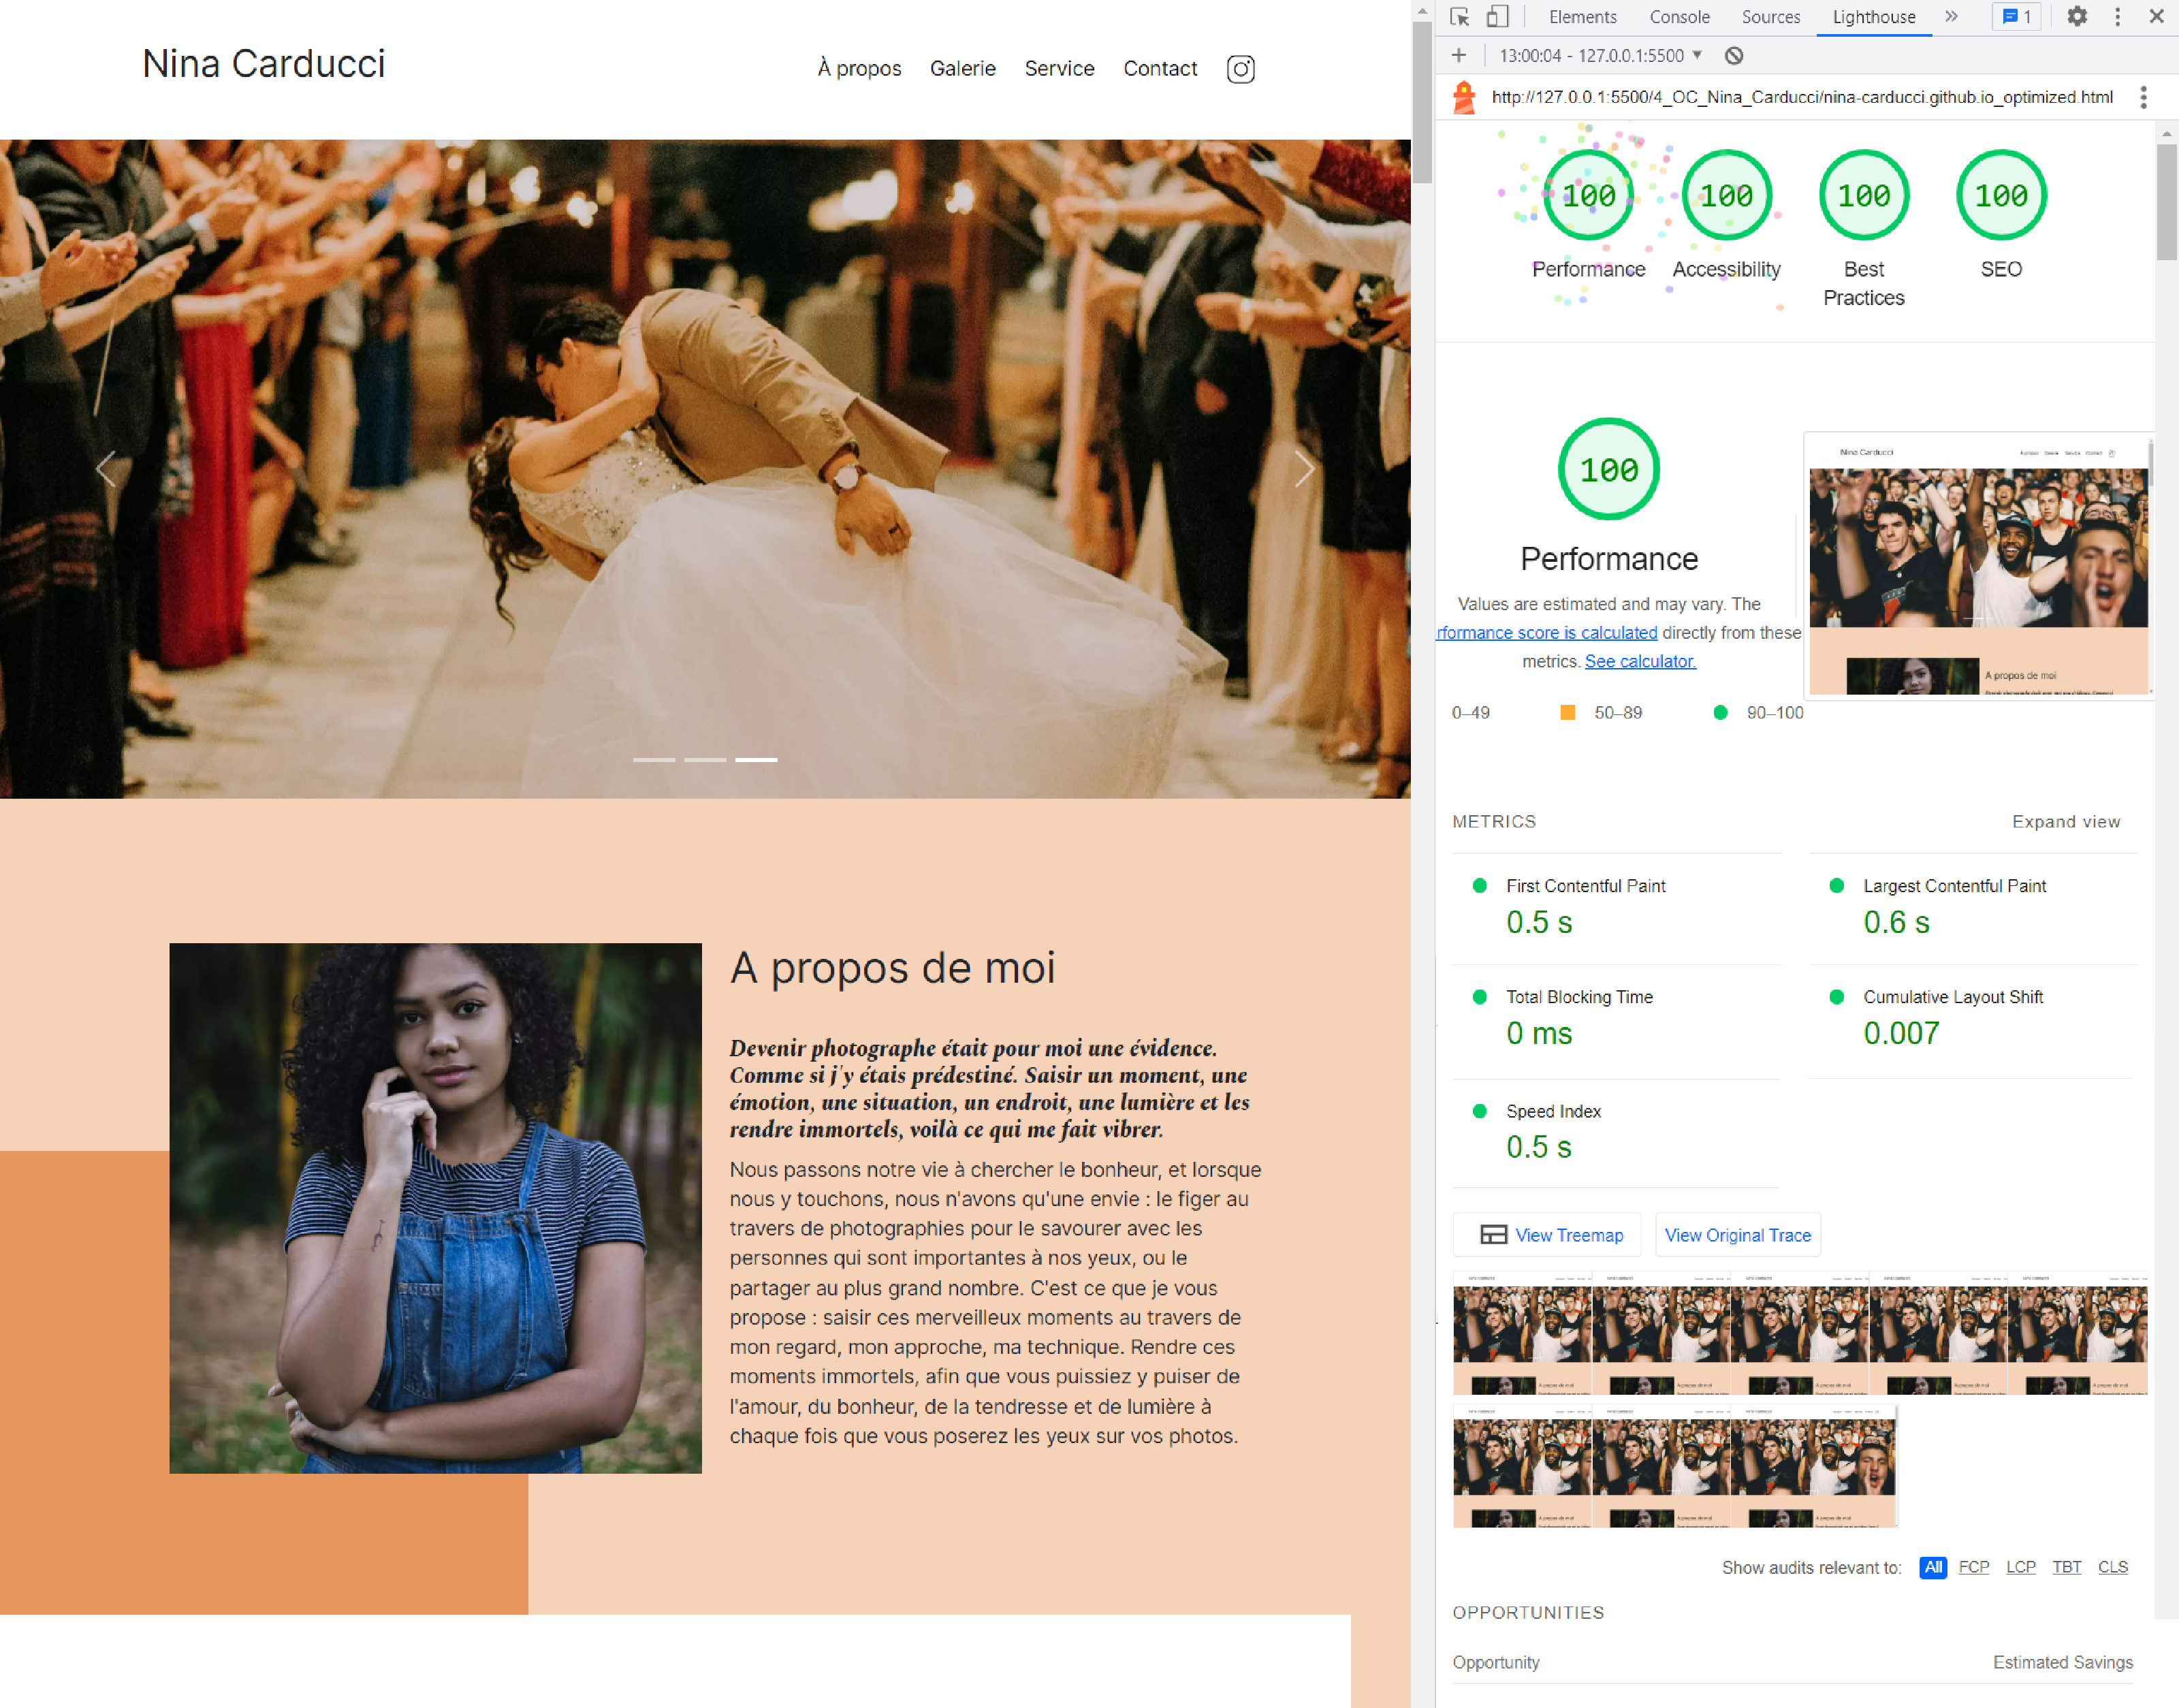 Nina Carducci
À propos
Galerie
Service
Contact
A propos de moi
Devenir photographe était pour moi une évidence.
Comme si j'y étais prédestiné. Saisir un moment, une
émotion, une situation, un endroit, une lumière et les
rendre immortels, voilà ce qui me fait vibrer.
Nous passons notre vie à chercher le bonheur, et lorsque
nous y touchons, nous n'avons qu'une envie : le figer au
travers de photographies pour le savourer avec les
personnes qui sont importantes à nos yeux, ou le
partager au plus grand nombre. C'est ce que je vous
propose : saisir ces merveilleux moments au travers de
mon regard, mon approche, ma technique. Rendre ces
moments immortels, afin que vous puissiez y puiser de
l'amour, du bonheur, de la tendresse et de lumière à
chaque fois que vous poserez les yeux sur vos photos.
Elements
Console
Sources
Lighthouse
1
13:00:04 - 127.0.0.1:5500
http://127.0.0.1:5500/4_OC_Nina_Carducci/nina-carducci.github.io_optimized.html
100
100
100
100
Performance
Accessibility
Best
Practices
SEO
100
Performance
Values are estimated and may vary. The
rformance score is calculated directly from these
metrics. See calculator.
0–49
50–89
90–100
Nina Carducci
A propos de moi
METRICS
Expand view
First Contentful Paint
0.5 s
Largest Contentful Paint
0.6 s
Total Blocking Time
0 ms
Cumulative Layout Shift
0.007
Speed Index
0.5 s
View Treemap
View Original Trace
Show audits relevant to:
All
FCP
LCP
TBT
CLS
OPPORTUNITIES
Opportunity
Estimated Savings